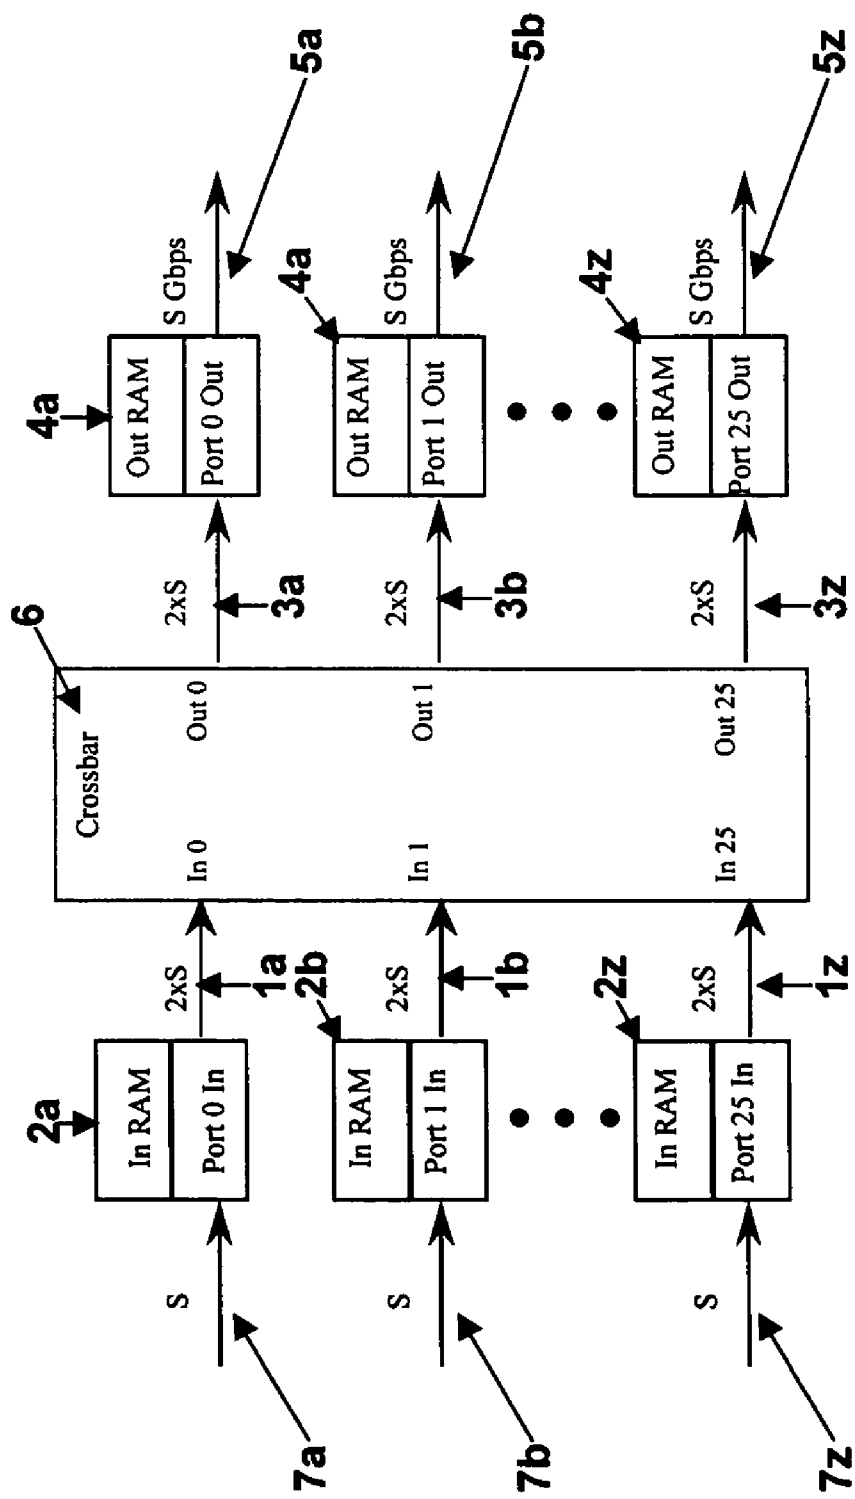 2a
6
4a
Crossbar
In RAM
Out RAM
S
2xS
2xS
S Gbps
Port 0 In
In 0
Out 0
Port 0 Out
7a
1a
3a
5a
2b
4a
In RAM
Out RAM
S
2xS
2xS
S Gbps
Port 1 In
In 1
Out 1
Port 1 Out
7b
1b
3b
5b
2z
4z
In RAM
Out RAM
S
2xS
2xS
S Gbps
Port 25 In
In 25
Out 25
Port 25 Out
7z
1z
3z
5z